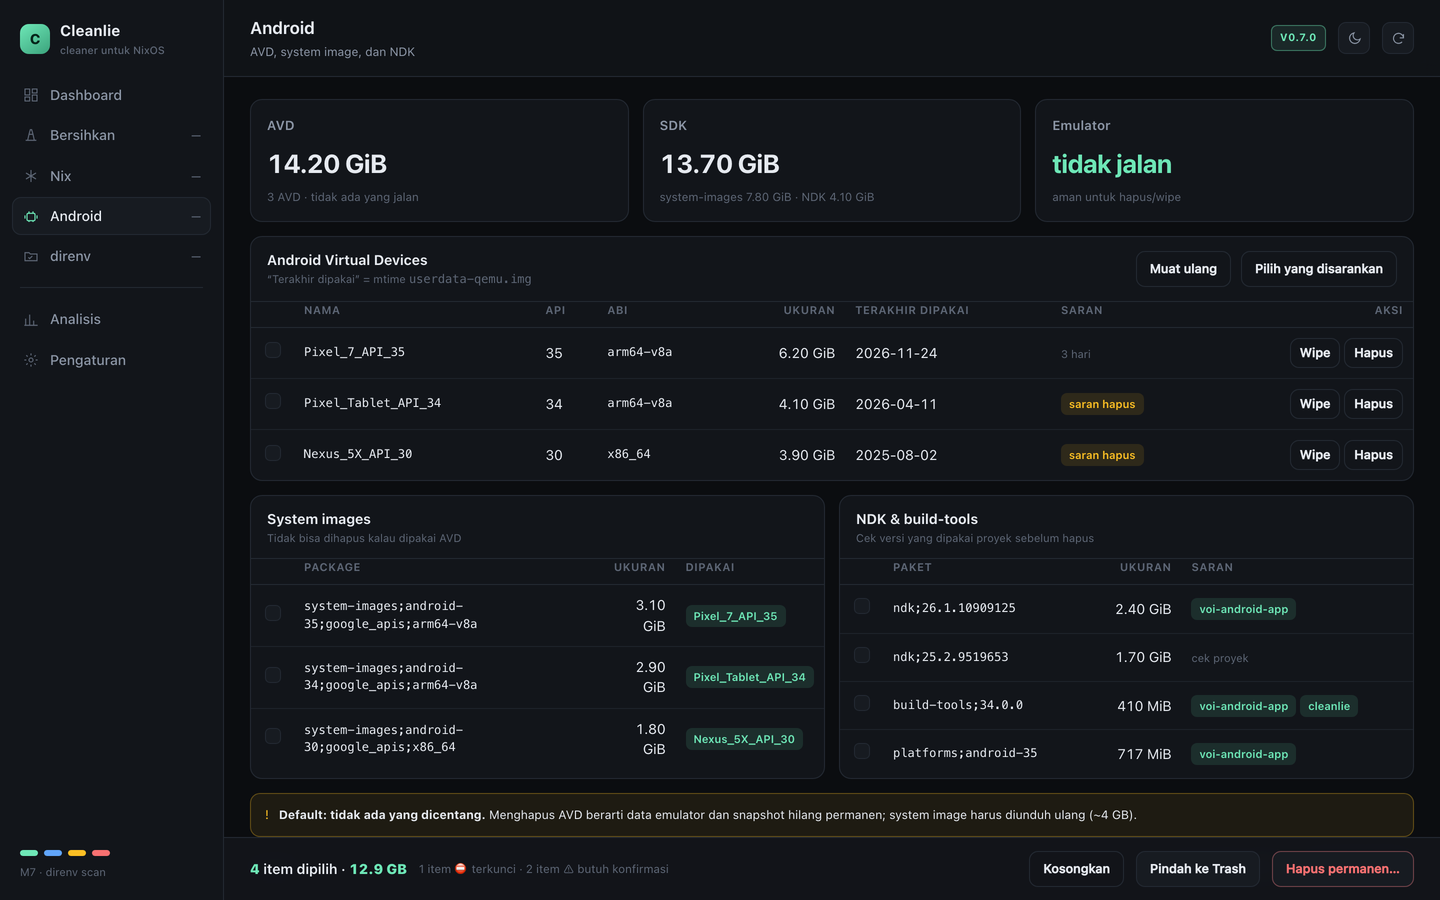 C
Cleanlie
cleaner untuk NixOS
Dashboard
Bersihkan —
Nix —
Android —
direnv —
Analisis
Pengaturan
M7 · direnv scan
Android
AVD, system image, dan NDK
V0.7.0
AVD
14.20 GiB
3 AVD · tidak ada yang jalan
SDK
13.70 GiB
system-images 7.80 GiB · NDK 4.10 GiB
Emulator
tidak jalan
aman untuk hapus/wipe
Android Virtual Devices
"Terakhir dipakai" = mtime userdata-qemu.img
Muat ulang
Pilih yang disarankan
NAMA API ABI UKURAN TERAKHIR DIPAKAI SARAN AKSI
Pixel_7_API_35 35 arm64-v8a 6.20 GiB 2026-11-24 3 hari Wipe Hapus
Pixel_Tablet_API_34 34 arm64-v8a 4.10 GiB 2026-04-11 saran hapus Wipe Hapus
Nexus_5X_API_30 30 x86_64 3.90 GiB 2025-08-02 saran hapus Wipe Hapus
System images
Tidak bisa dihapus kalau dipakai AVD
PACKAGE UKURAN DIPAKAI
system-images;android-
35;google_apis;arm64-v8a
3.10
GiB
Pixel_7_API_35
system-images;android-
34;google_apis;arm64-v8a
2.90
GiB
Pixel_Tablet_API_34
system-images;android-
30;google_apis;x86_64
1.80
GiB
Nexus_5X_API_30
NDK & build-tools
Cek versi yang dipakai proyek sebelum hapus
PAKET UKURAN SARAN
ndk;26.1.10909125 2.40 GiB voi-android-app
ndk;25.2.9519653 1.70 GiB cek proyek
build-tools;34.0.0 410 MiB voi-android-app cleanlie
platforms;android-35 717 MiB voi-android-app
! Default: tidak ada yang dicentang. Menghapus AVD berarti data emulator dan snapshot hilang permanen; system image harus diunduh ulang (~4 GB).
4 item dipilih · 12.9 GB 1 item ⛔ terkunci · 2 item ⚠ butuh konfirmasi
Kosongkan
Pindah ke Trash
Hapus permanen...